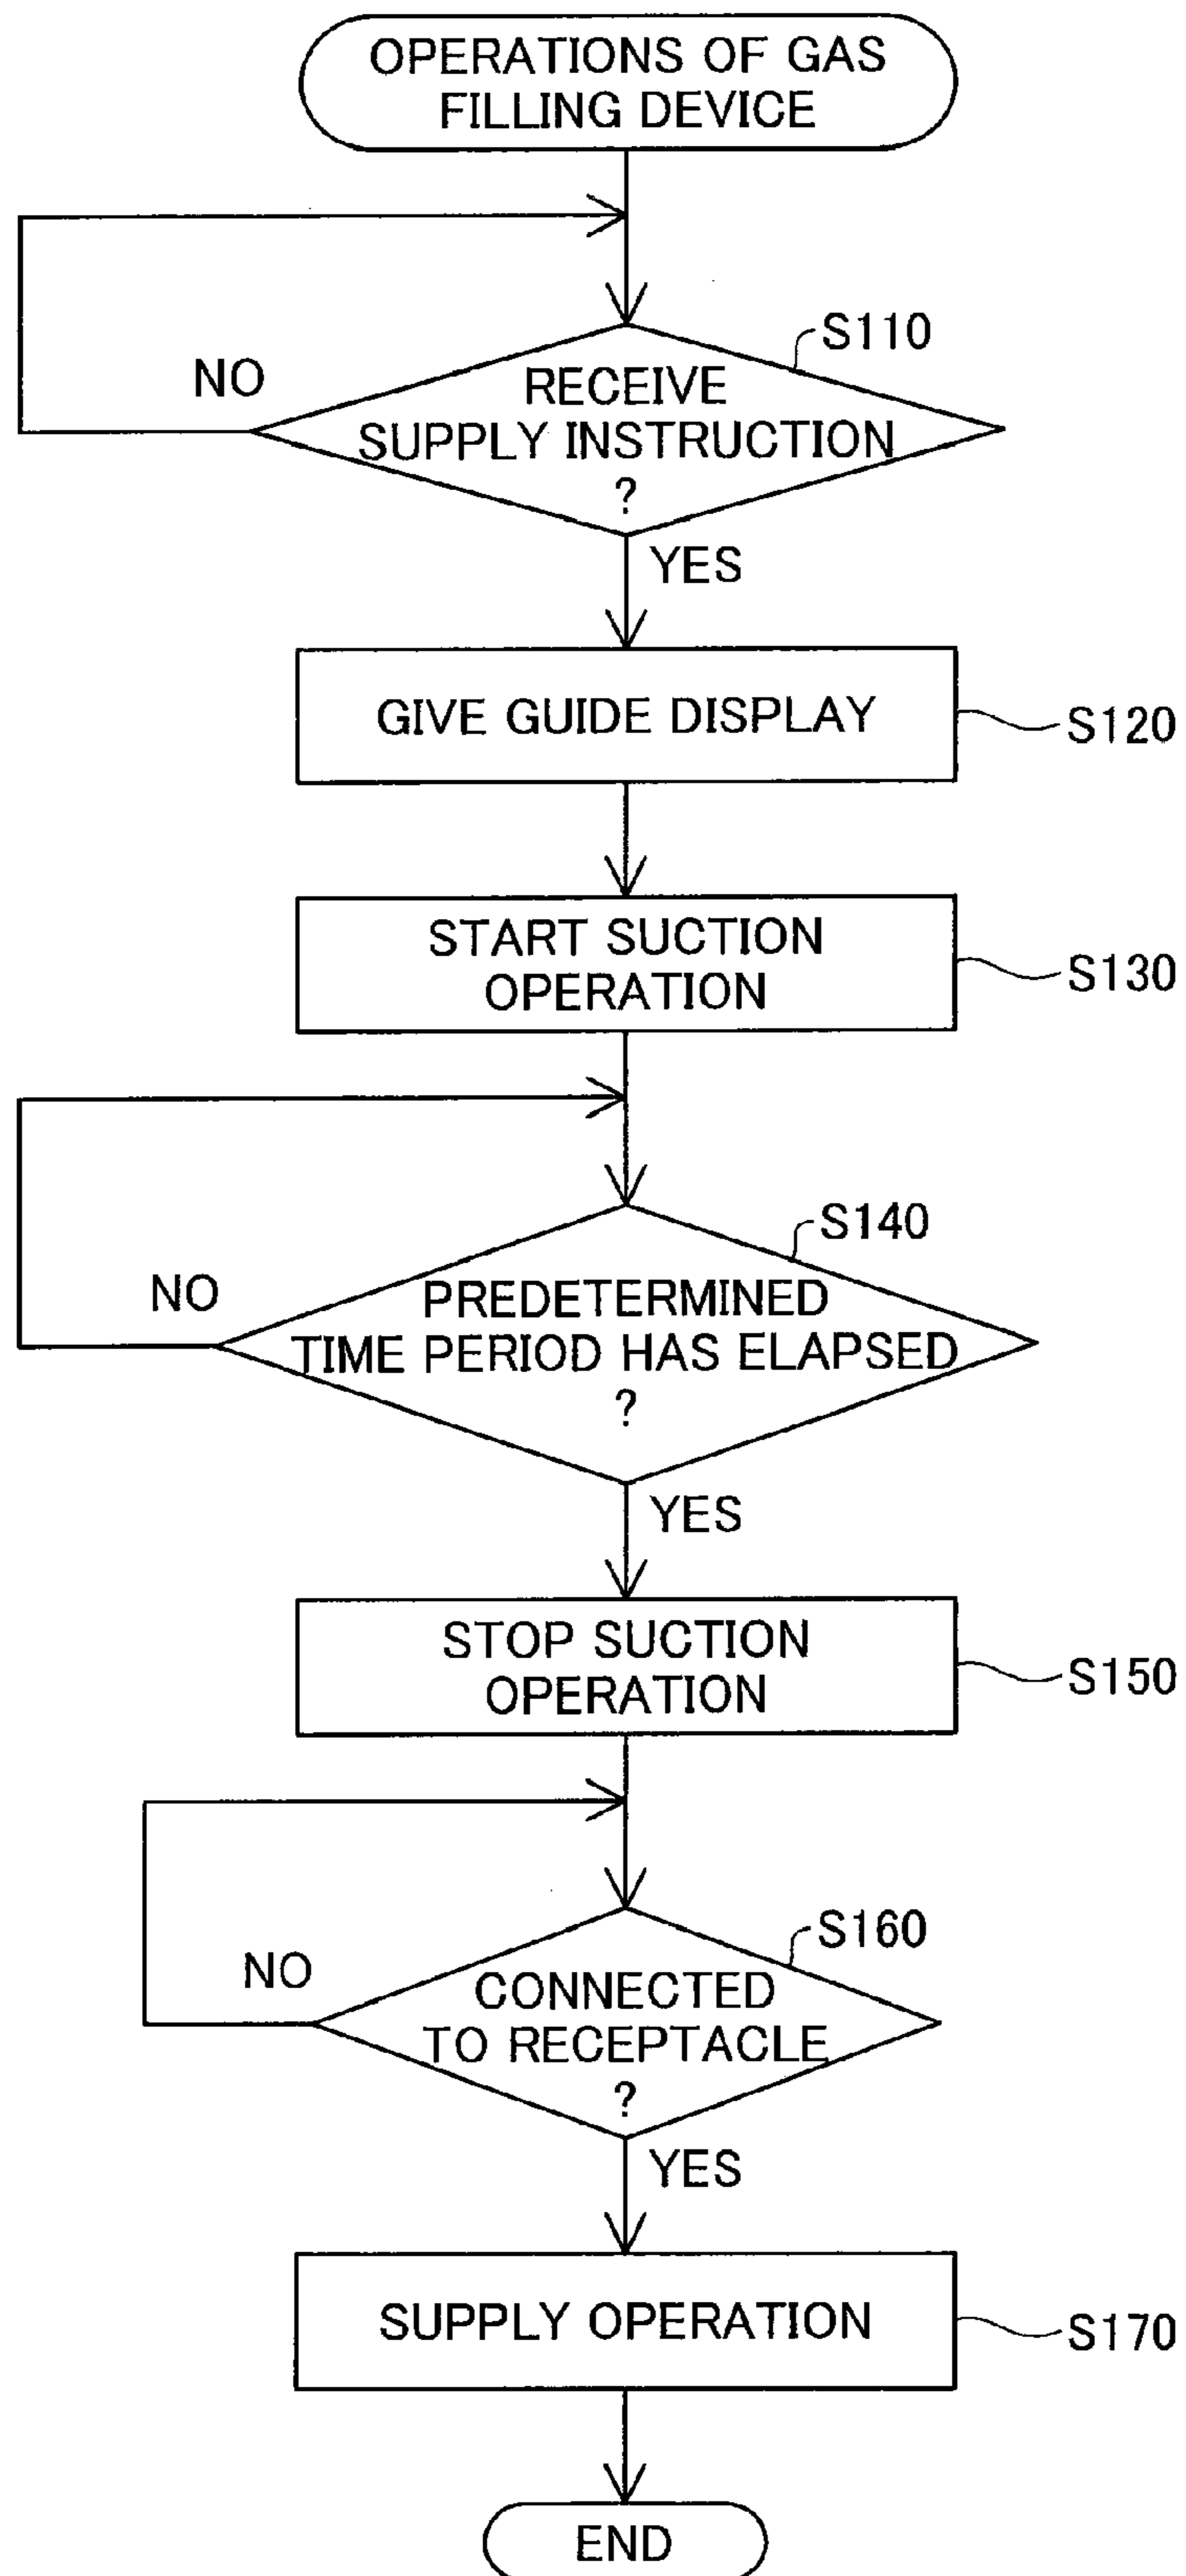 OPERATIONS OF GAS
FILLING DEVICE
S110
NO
RECEIVE
SUPPLY INSTRUCTION
?
YES
GIVE GUIDE DISPLAY
S120
START SUCTION
OPERATION
S130
S140
NO
PREDETERMINED
TIME PERIOD HAS ELAPSED
?
YES
STOP SUCTION
OPERATION
S150
S160
NO
CONNECTED
TO RECEPTACLE
?
YES
SUPPLY OPERATION
S170
END